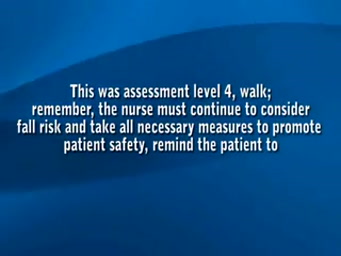 This was assessment level 4, walk;
remember, the nurse must continue to consider
fall risk and take all necessary measures to promote
patient safety, remind the patient to